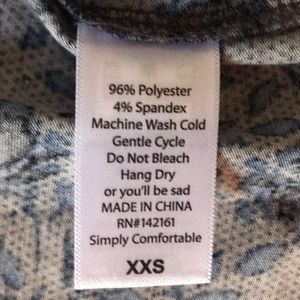 96% Polyester
4% Spandex
Machine Wash Cold
Gentle Cycle
Do Not Bleach
Hang Dry
or you'll be sad
MADE IN CHINA
RN#142161
Simply Comfortable
XXS